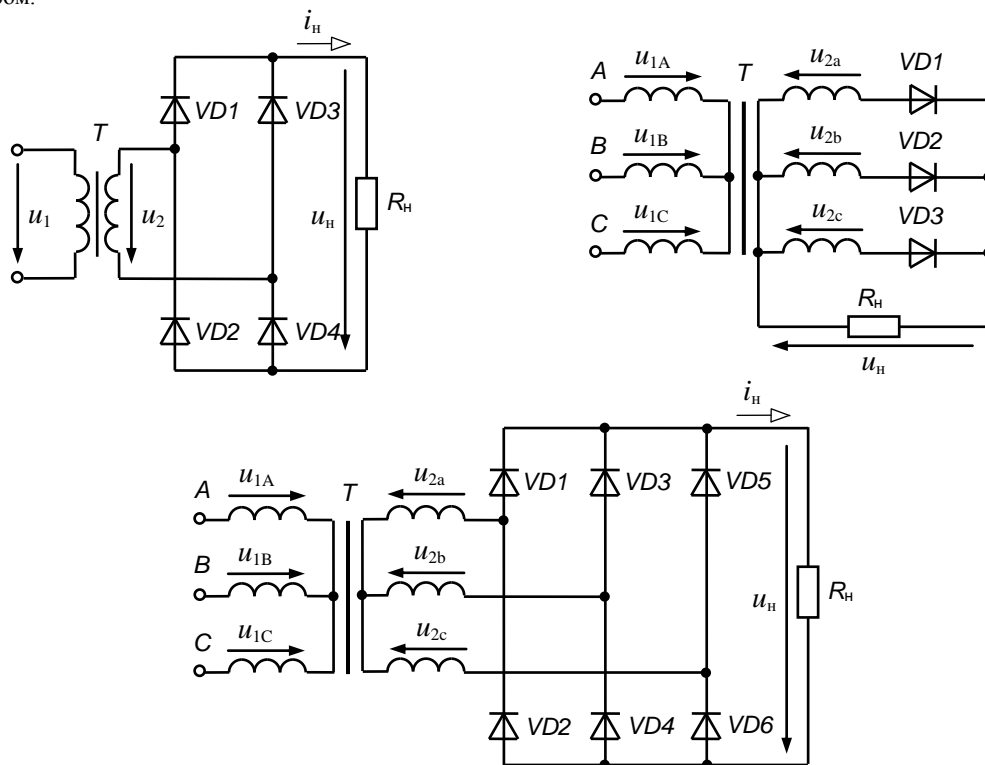 ром.
i_н
VD1 VD3
T
u_1 u_2 u_н R_н
VD2 VD4
A u_1A T u_2a VD1
B u_1B u_2b VD2
C u_1C u_2c VD3
R_н
u_н
i_н
A u_1A T u_2a VD1 VD3 VD5
B u_1B u_2b u_н R_н
C u_1C u_2c
VD2 VD4 VD6